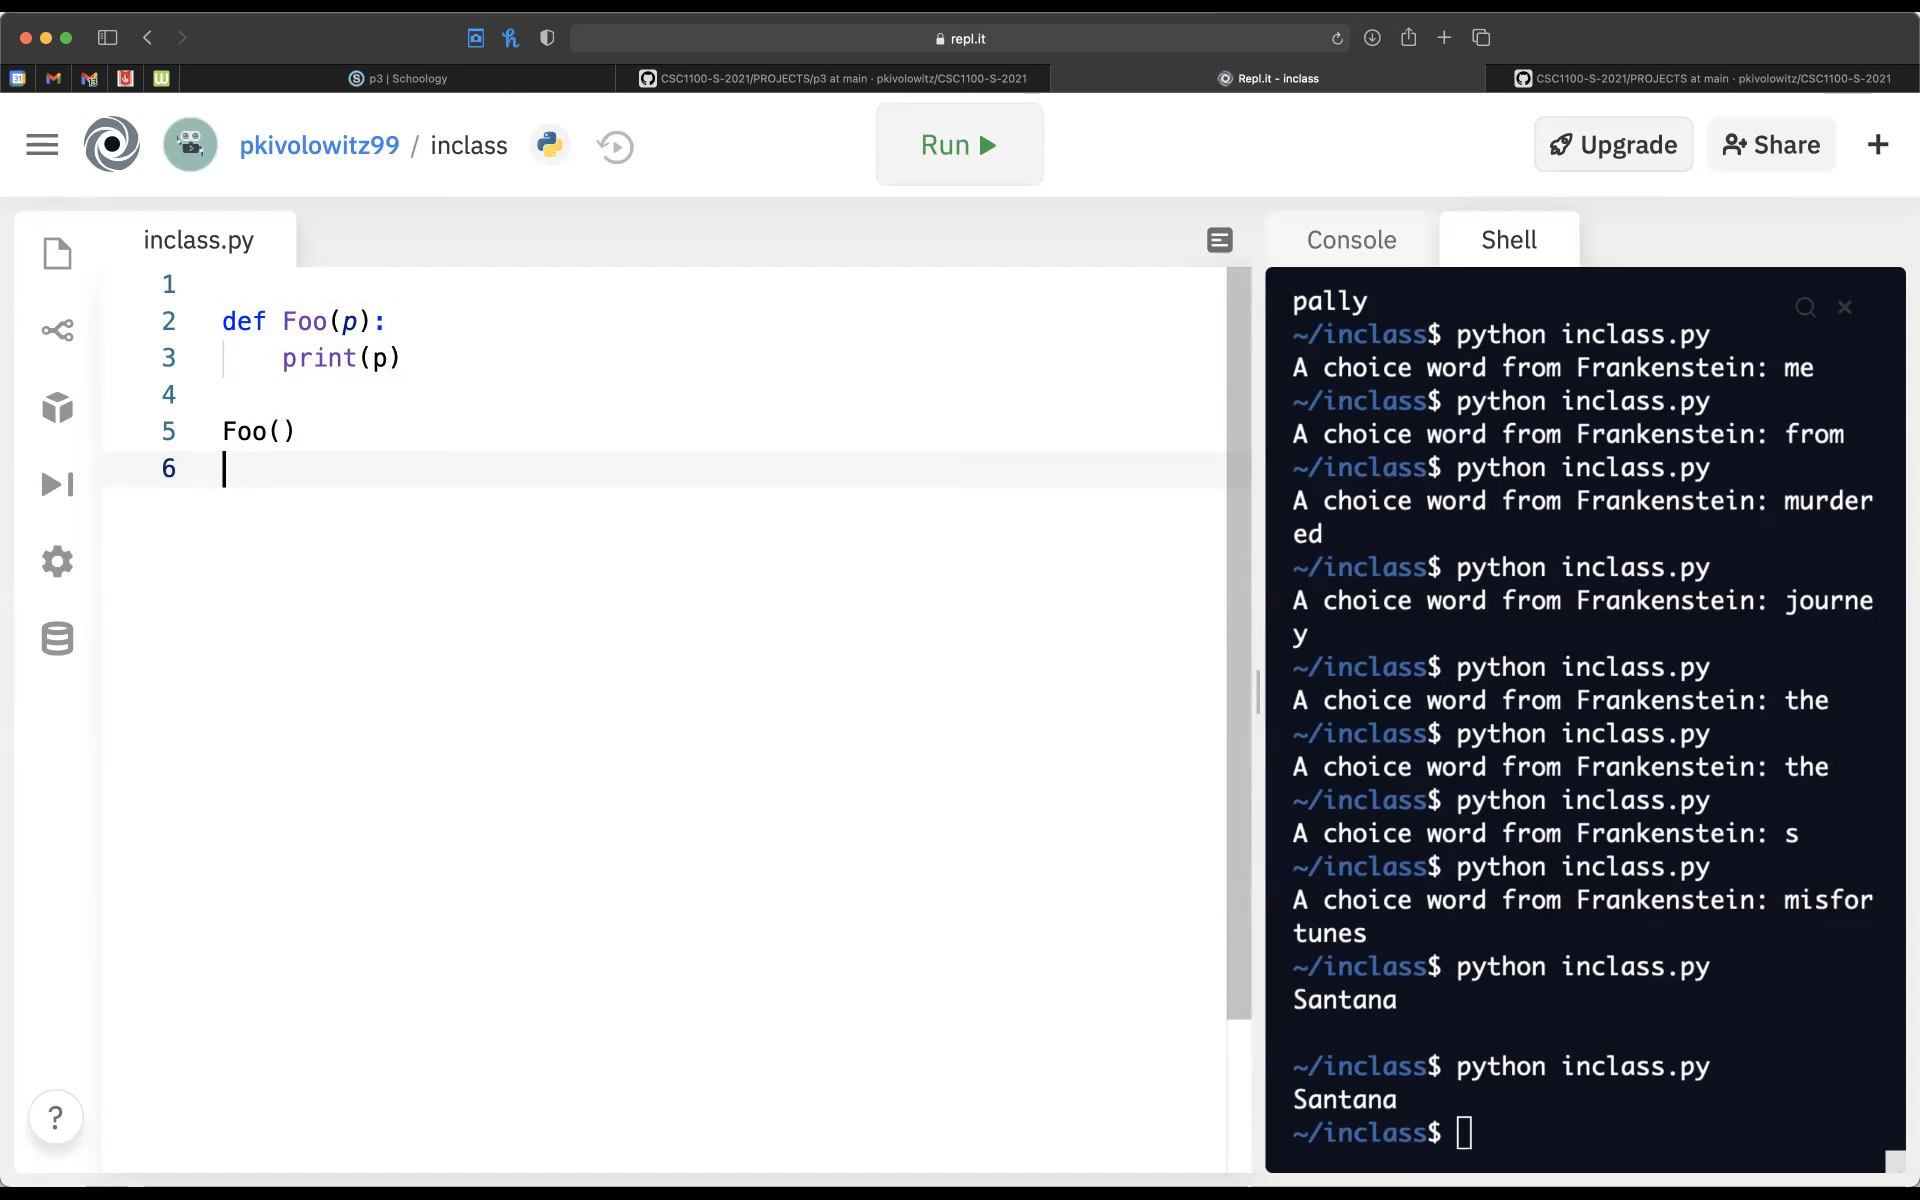 repl.it
p3 | Schoology
CSC1100-S-2021/PROJECTS/p3 at main · pkivolowitz/CSC1100-S-2021
Repl.it - inclass
CSC1100-S-2021/PROJECTS at main · pkivolowitz/CSC1100-S-2021
pkivolowitz99 / inclass
Run
Upgrade
Share
+
inclass.py
1
2 def Foo(p):
3 print(p)
4
5 Foo()
6
?
Console
Shell
pally
~/inclass$ python inclass.py
A choice word from Frankenstein: me
~/inclass$ python inclass.py
A choice word from Frankenstein: from
~/inclass$ python inclass.py
A choice word from Frankenstein: murder
ed
~/inclass$ python inclass.py
A choice word from Frankenstein: journe
y
~/inclass$ python inclass.py
A choice word from Frankenstein: the
~/inclass$ python inclass.py
A choice word from Frankenstein: the
~/inclass$ python inclass.py
A choice word from Frankenstein: s
~/inclass$ python inclass.py
A choice word from Frankenstein: misfor
tunes
~/inclass$ python inclass.py
Santana
~/inclass$ python inclass.py
Santana
~/inclass$